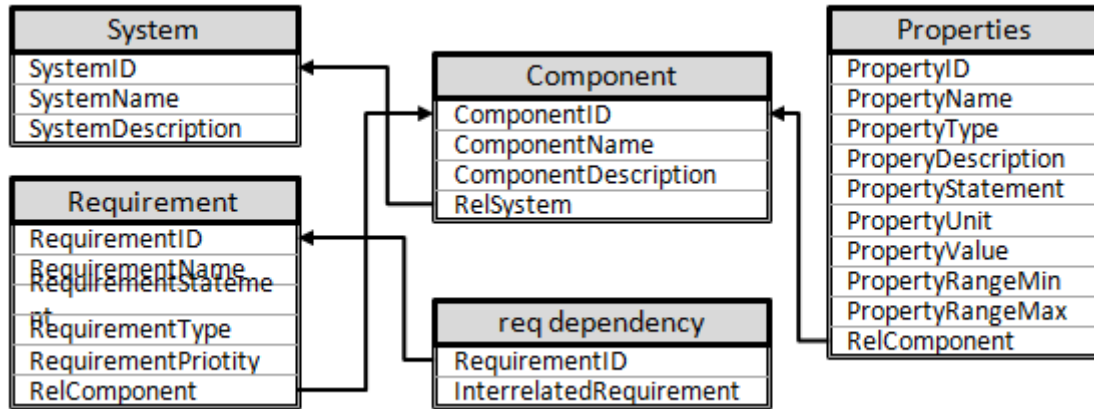 System
SystemID
SystemName
SystemDescription
Requirement
RequirementID
RequirementName
RequirementStateme
nt
RequirementType
RequirementPriotity
RelComponent
Component
ComponentID
ComponentName
ComponentDescription
RelSystem
req dependency
RequirementID
InterrelatedRequirement
Properties
PropertyID
PropertyName
PropertyType
ProperyDescription
PropertyStatement
PropertyUnit
PropertyValue
PropertyRangeMin
PropertyRangeMax
RelComponent